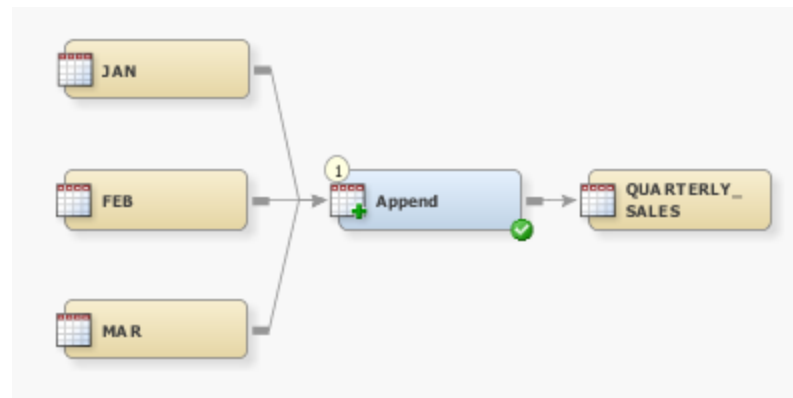 JAN
1
FEB
Append
QUARTERLY_
SALES
MAR